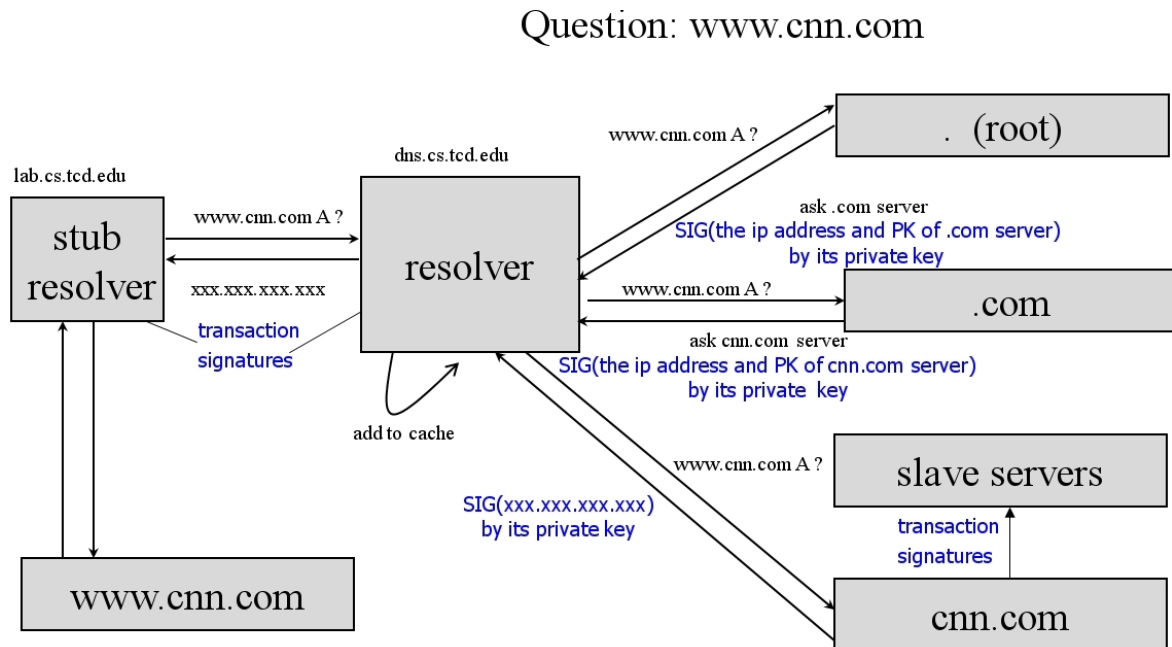 Question: www.cnn.com
www.cnn.com A ?
. (root)
dns.cs.tcd.edu
lab.cs.tcd.edu
stub
resolver
www.cnn.com A ?
xxx.xxx.xxx.xxx
transaction
signatures
resolver
add to cache
ask .com server
SIG(the ip address and PK of .com server)
by its private key
www.cnn.com A ?
.com
ask cnn.com server
SIG(the ip address and PK of cnn.com server)
by its private key
www.cnn.com A ?
slave servers
SIG(xxx.xxx.xxx.xxx)
by its private key
transaction
signatures
www.cnn.com
cnn.com